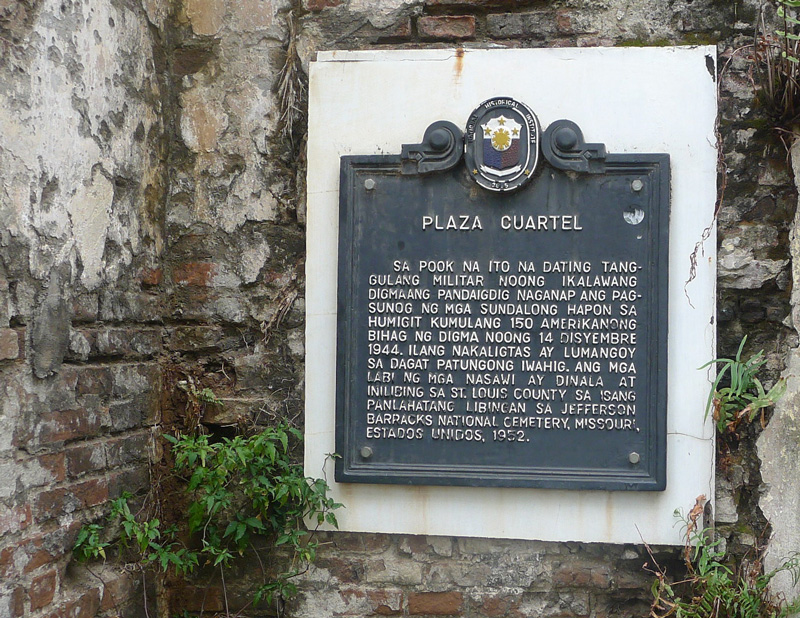 HISTORICAL
PLAZA CUARTEL
SA POOK NA ITO NA DATING TANG-
GULANG MILITAR NOONG IKALAWANG
DIGMAANG PANDAIGDIG NAGANAP ANG PAG-
SUNOG NG MGA SUNDALONG HAPON SA
HUMIGIT KUMULANG 150 AMERIKANONG
BIHAG NG DIGMA NOONG 14 DISYEMBRE
1944. ILANG NAKALIGTAS AY LUMANGOY
SA DAGAT PATUNGONG IWAHIG. ANG MGA
LABI NG MGA NASAWI AY DINALA AT
INILIBING SA ST. LOUIS COUNTY SA ISANG
PANLAHATANG LIBINGAN SA JEFFERSON
BARRACKS NATIONAL CEMETERY, MISSOURI,
ESTADOS UNIDOS, 1952.